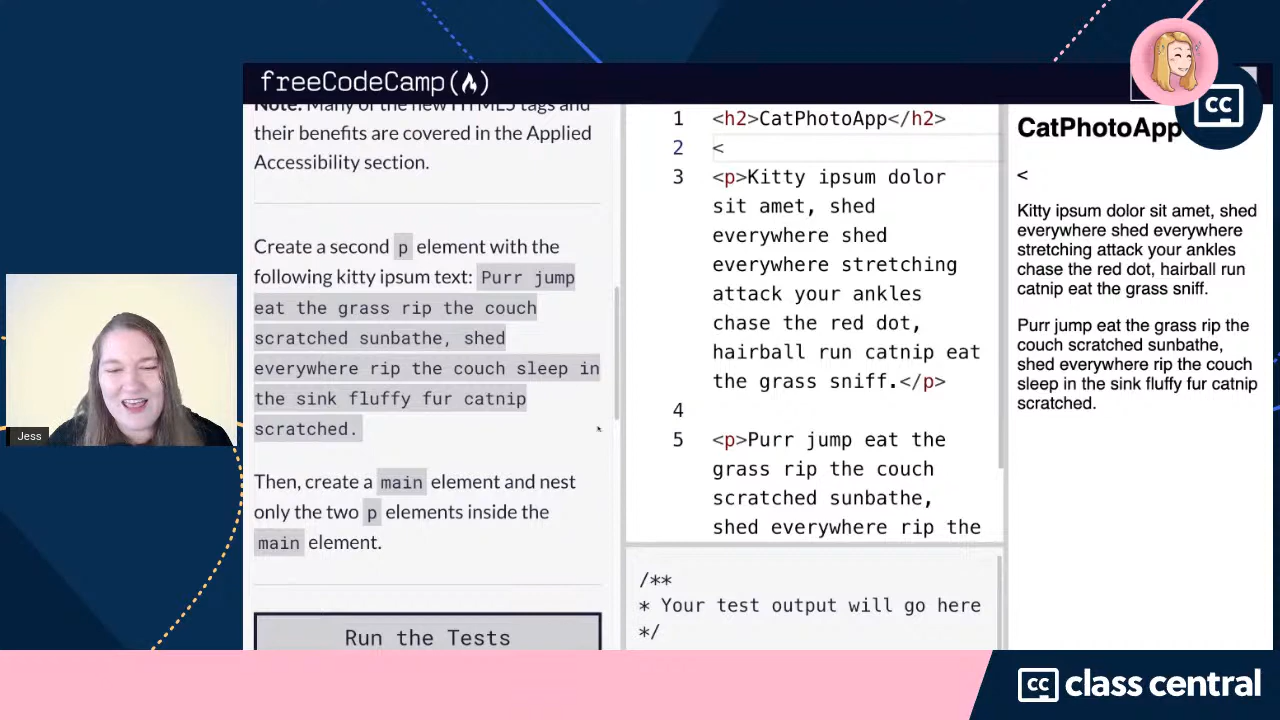 freeCodeCamp(🔥)
Note: Many of the new HTML5 tags and
their benefits are covered in the Applied
Accessibility section.
Create a second p element with the
following kitty ipsum text: Purr jump
eat the grass rip the couch
scratched sunbathe, shed
everywhere rip the couch sleep in
the sink fluffy fur catnip
scratched.
Then, create a main element and nest
only the two p elements inside the
main element.
Run the Tests
1 <h2>CatPhotoApp</h2>
2 <
3 <p>Kitty ipsum dolor
sit amet, shed
everywhere shed
everywhere stretching
attack your ankles
chase the red dot,
hairball run catnip eat
the grass sniff.</p>
4
5 <p>Purr jump eat the
grass rip the couch
scratched sunbathe,
shed everywhere rip the
/**
* Your test output will go here
*/
CatPhotoApp
<
Kitty ipsum dolor sit amet, shed
everywhere shed everywhere
stretching attack your ankles
chase the red dot, hairball run
catnip eat the grass sniff.
Purr jump eat the grass rip the
couch scratched sunbathe,
shed everywhere rip the couch
sleep in the sink fluffy fur catnip
scratched.
cc
Jess
cc class central